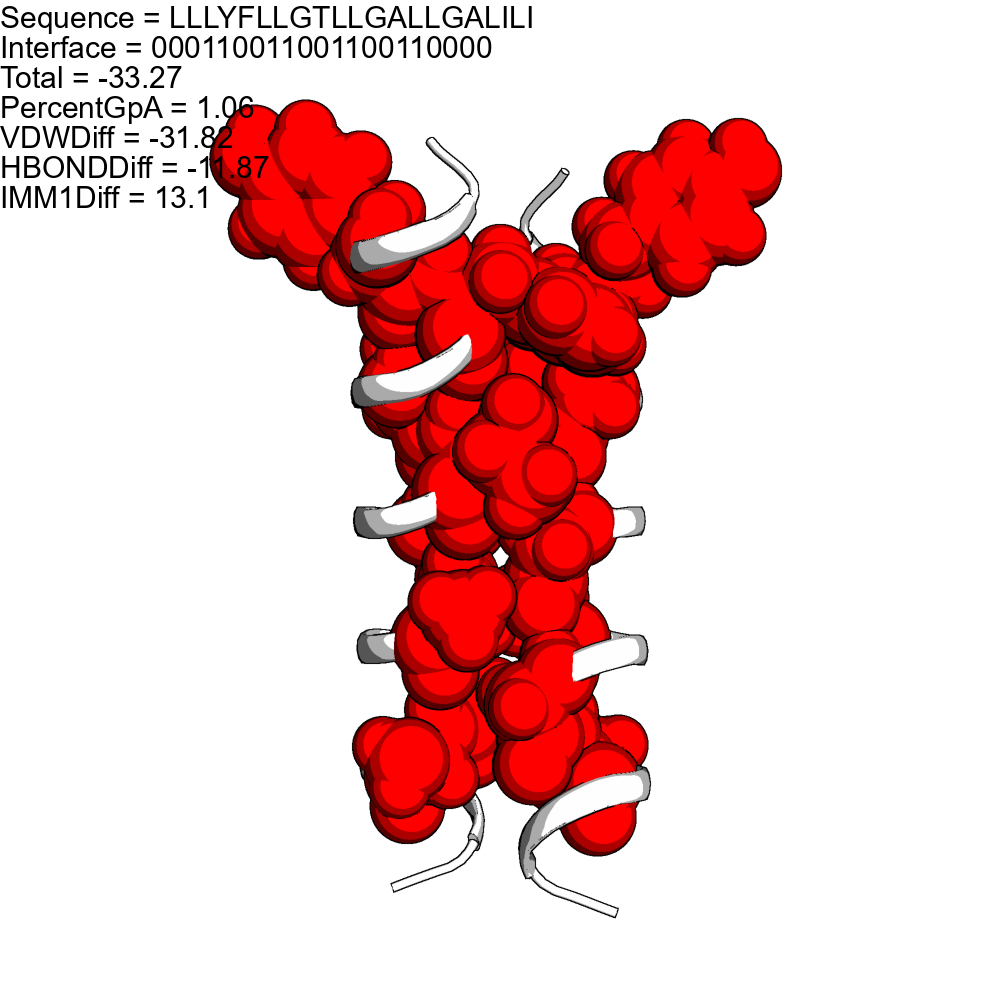 Sequence = LLLYFLLGTLLGALLGALILI
Interface = 000110011001100110000
Total = -33.27
PercentGpA = 1.06
VDWDiff = -31.82
HBONDDiff = -11.87
IMM1Diff = 13.1